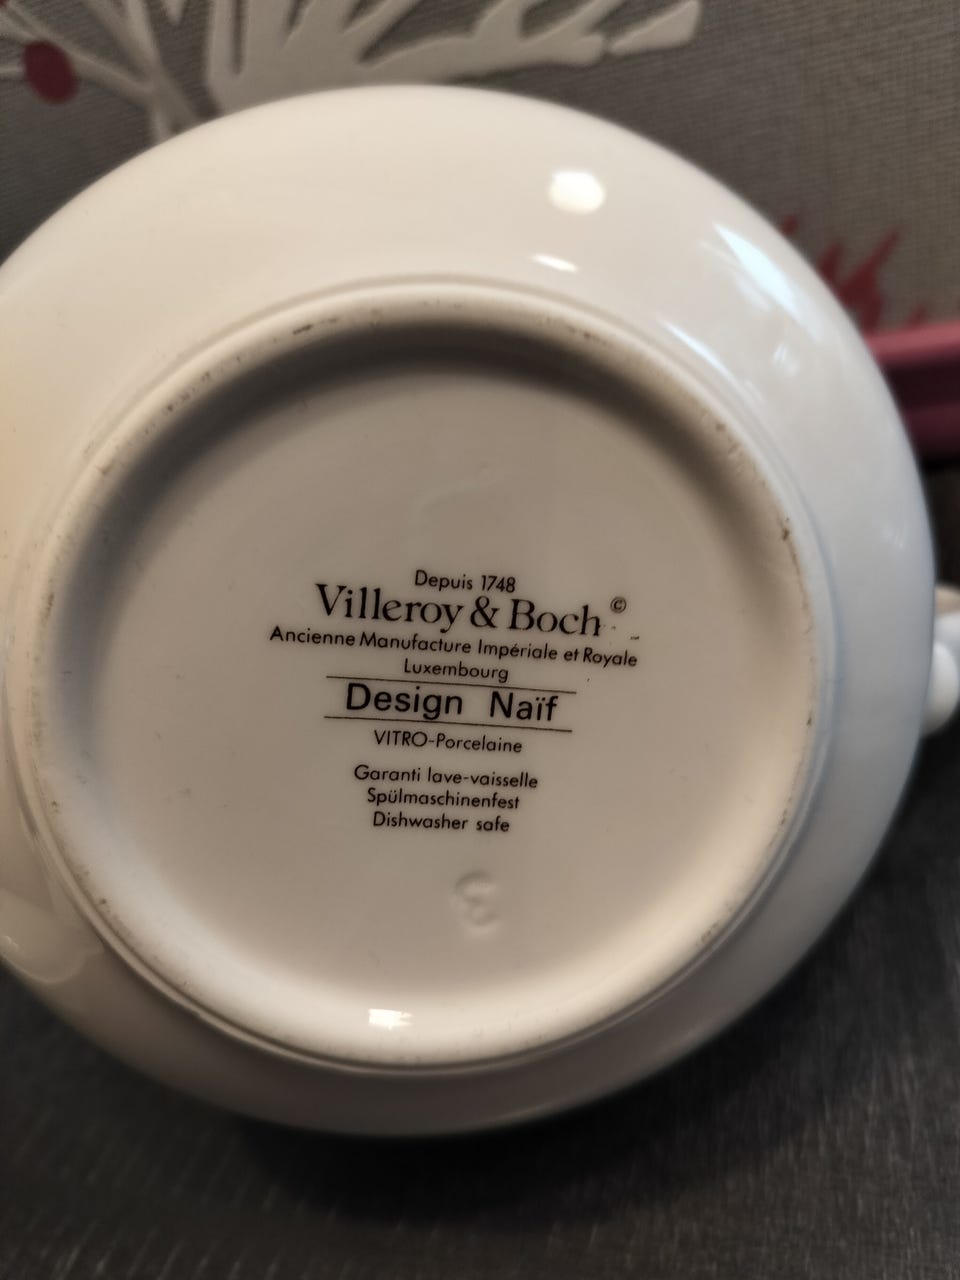 Depuis 1748
Villeroy & Boch ©
Ancienne Manufacture Impériale et Royale
Luxembourg
Design Naïf
VITRO-Porcelaine
Garanti lave-vaisselle
Spülmaschinenfest
Dishwasher safe